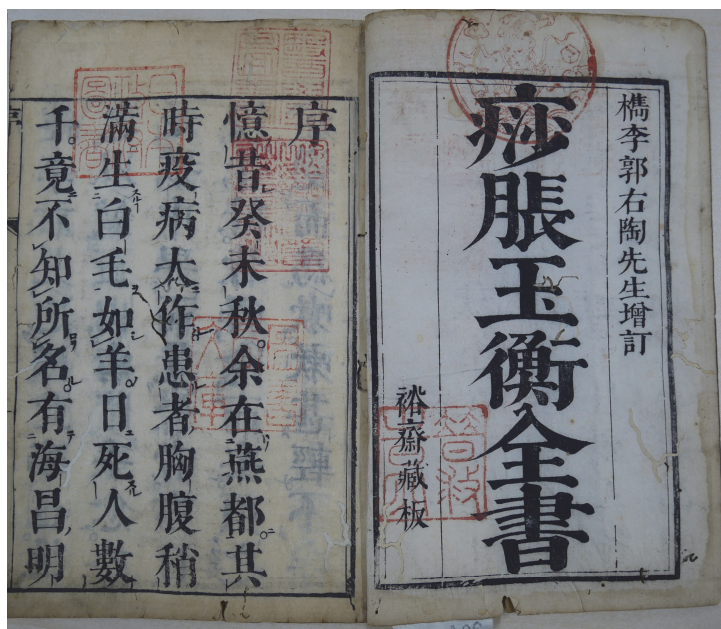 檇李郭右陶先生增訂
痧脹玉衡全書
裕齋藏板
序
憶昔癸未秋余在燕都其
時疫病大作患者胸腹稍
滿生白毛如羊日死人數
千竟不知所名有海昌明